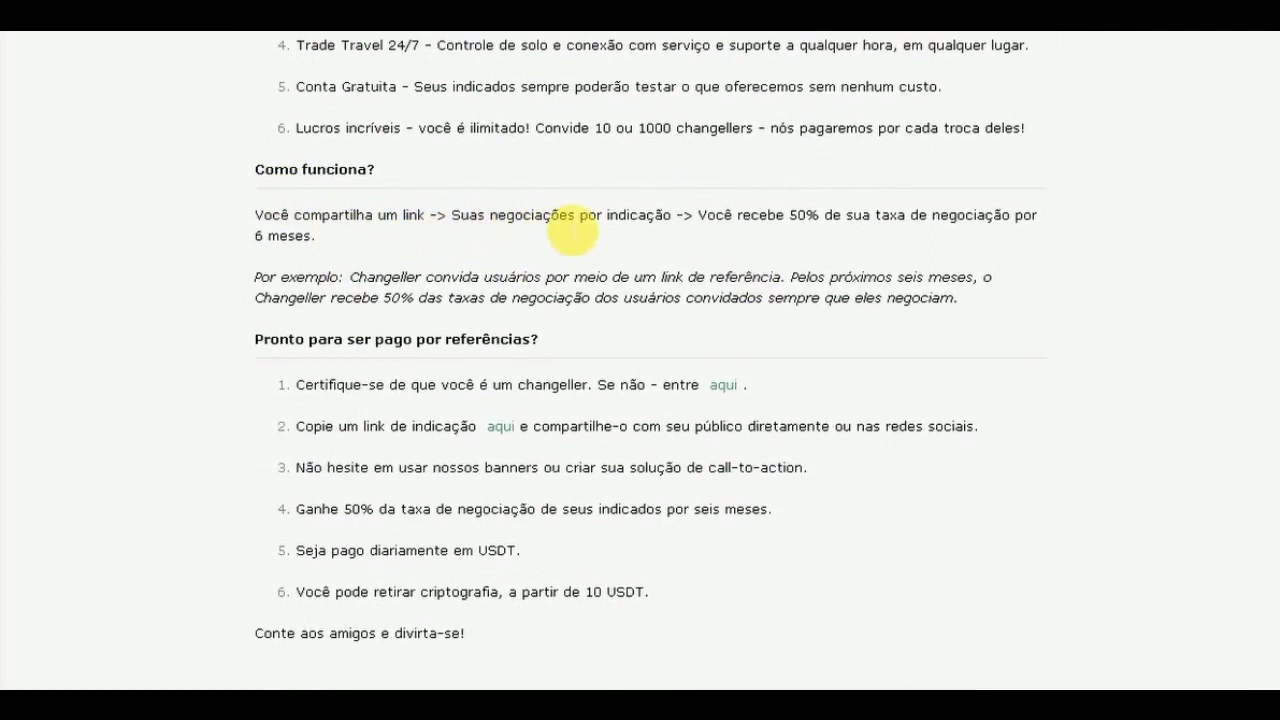 4. Trade Travel 24/7 - Controle de solo e conexão com serviço e suporte a qualquer hora, em qualquer lugar.
5. Conta Gratuita - Seus indicados sempre poderão testar o que oferecemos sem nenhum custo.
6. Lucros incríveis - você é ilimitado! Convide 10 ou 1000 changellers - nós pagaremos por cada troca deles!
Como funciona?
Você compartilha um link -> Suas negociações por indicação -> Você recebe 50% de sua taxa de negociação por
6 meses.
Por exemplo: Changeller convida usuários por meio de um link de referência. Pelos próximos seis meses, o
Changeller recebe 50% das taxas de negociação dos usuários convidados sempre que eles negociam.
Pronto para ser pago por referências?
1. Certifique-se de que você é um changeller. Se não - entre aqui .
2. Copie um link de indicação aqui e compartilhe-o com seu público diretamente ou nas redes sociais.
3. Não hesite em usar nossos banners ou criar sua solução de call-to-action.
4. Ganhe 50% da taxa de negociação de seus indicados por seis meses.
5. Seja pago diariamente em USDT.
6. Você pode retirar criptografia, a partir de 10 USDT.
Conte aos amigos e divirta-se!